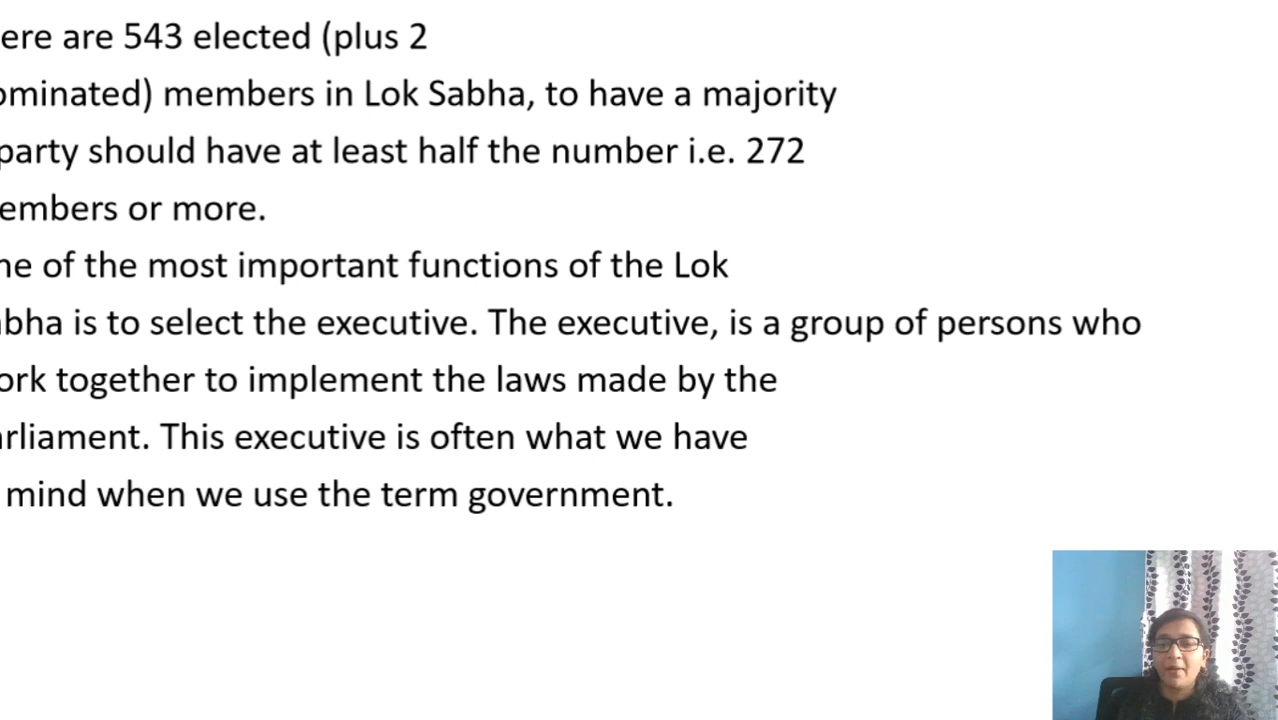 ere are 543 elected (plus 2
ominated) members in Lok Sabha, to have a majority
party should have at least half the number i.e. 272
embers or more.
ne of the most important functions of the Lok
abha is to select the executive. The executive, is a group of persons who
ork together to implement the laws made by the
arliament. This executive is often what we have
mind when we use the term government.